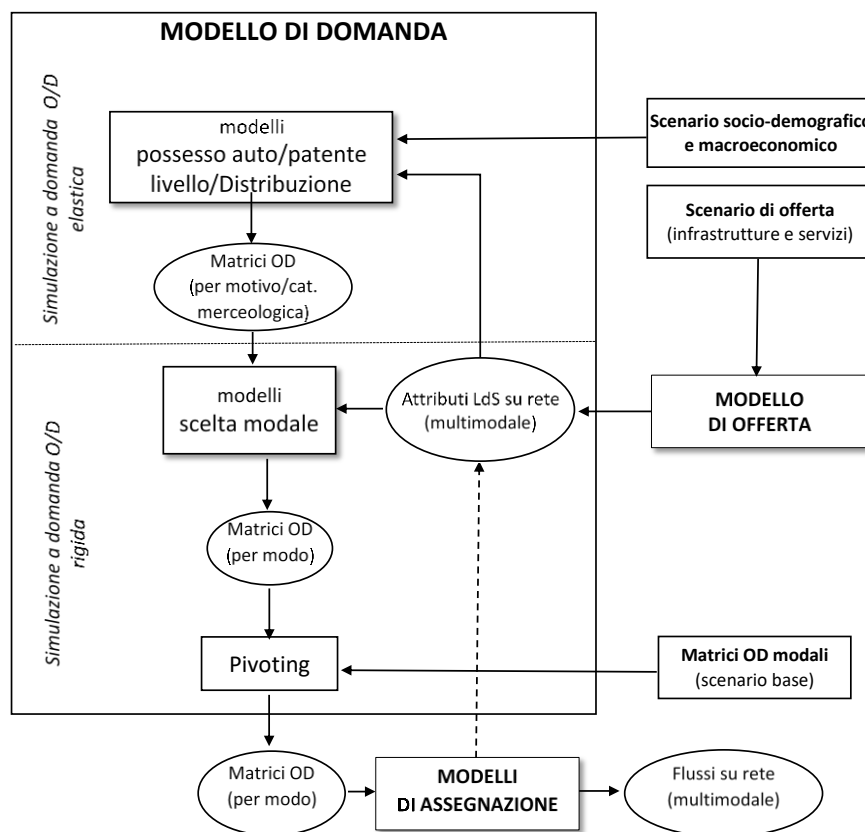 MODELLO DI DOMANDA
Simulazione a domanda O/D
elastica
modelli
possesso auto/patente
livello/Distribuzione
Scenario socio-demografico
e macroeconomico
Scenario di offerta
(infrastrutture e servizi)
Matrici OD
(per motivo/cat.
merceologica)
Simulazione a domanda O/D
rigida
modelli
scelta modale
Attributi LdS su rete
(multimodale)
MODELLO
DI OFFERTA
Matrici OD
(per modo)
Pivoting
Matrici OD modali
(scenario base)
Matrici OD
(per modo)
MODELLI
DI ASSEGNAZIONE
Flussi su rete
(multimodale)